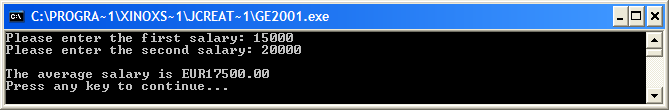 C:\PROGRA~1\XINOXS~1\JCREAT~1\GE2001.exe
Please enter the first salary: 15000
Please enter the second salary: 20000
The average salary is EUR17500.00
Press any key to continue...